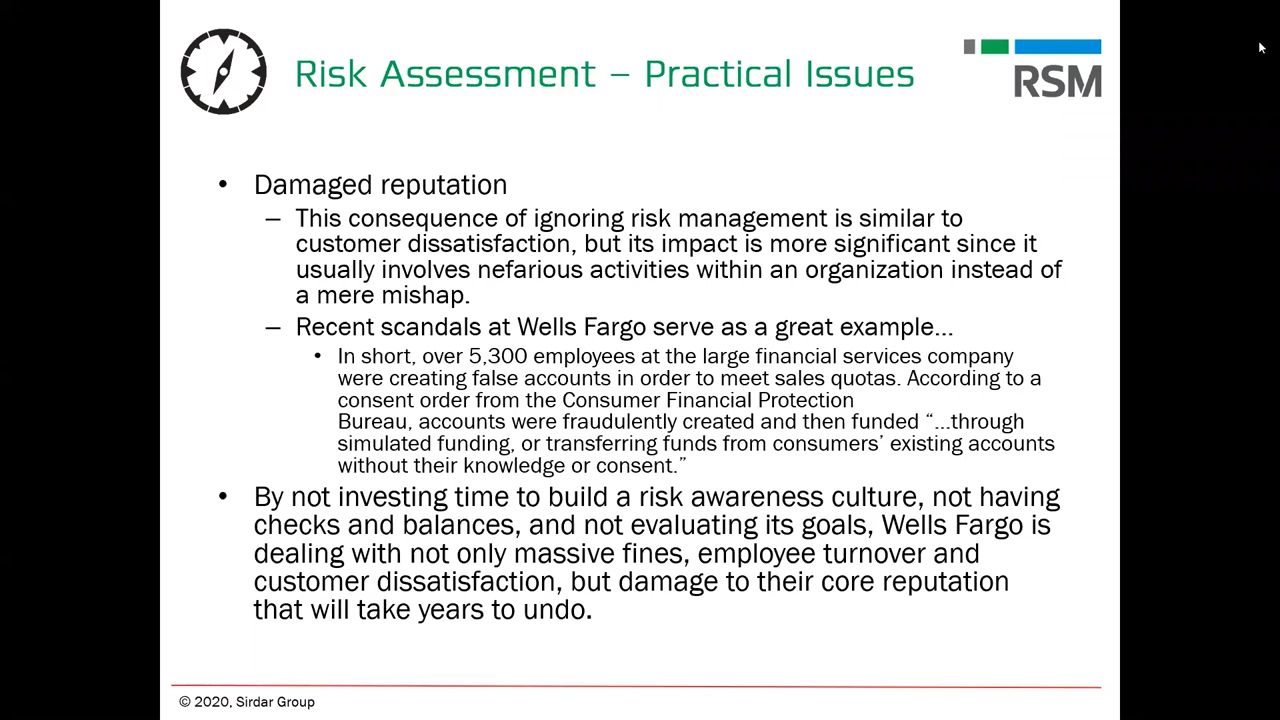 Risk Assessment – Practical Issues
RSM
• Damaged reputation
– This consequence of ignoring risk management is similar to
customer dissatisfaction, but its impact is more significant since it
usually involves nefarious activities within an organization instead of
a mere mishap.
– Recent scandals at Wells Fargo serve as a great example...
• In short, over 5,300 employees at the large financial services company
were creating false accounts in order to meet sales quotas. According to a
consent order from the Consumer Financial Protection
Bureau, accounts were fraudulently created and then funded “...through
simulated funding, or transferring funds from consumers’ existing accounts
without their knowledge or consent.”
• By not investing time to build a risk awareness culture, not having
checks and balances, and not evaluating its goals, Wells Fargo is
dealing with not only massive fines, employee turnover and
customer dissatisfaction, but damage to their core reputation
that will take years to undo.
© 2020, Sirdar Group